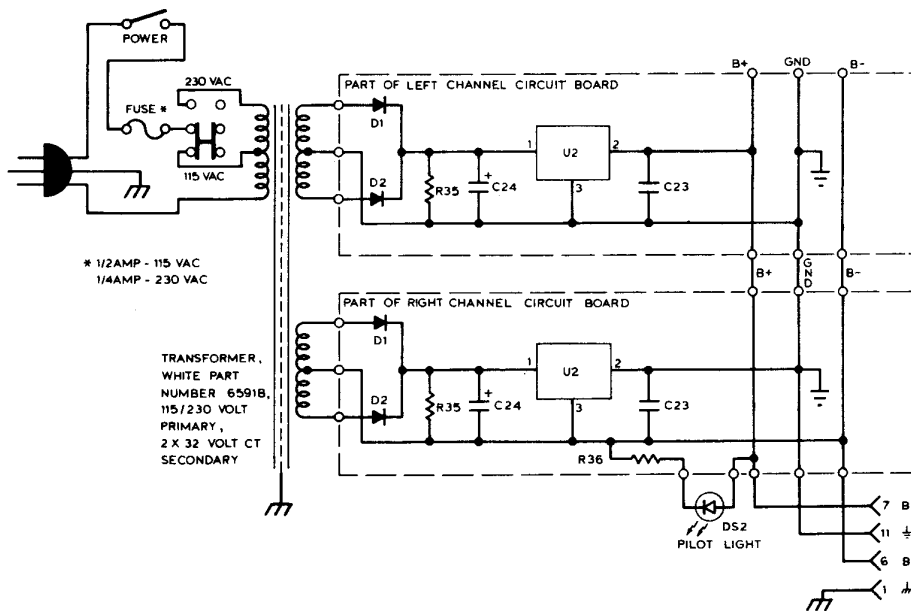 POWER
230 VAC
FUSE *
115 VAC
* 1/2AMP - 115 VAC
1/4AMP - 230 VAC
TRANSFORMER,
WHITE PART
NUMBER 6591B,
115/230 VOLT
PRIMARY,
2 X 32 VOLT CT
SECONDARY
B+
GND
B-
PART OF LEFT CHANNEL CIRCUIT BOARD
D1
D2
R35
+
C24
1
U2
2
3
C23
B+
GND
B-
PART OF RIGHT CHANNEL CIRCUIT BOARD
D1
D2
R35
+
C24
1
U2
2
3
C23
R36
DS2
PILOT LIGHT
7 B
11
6 B
1